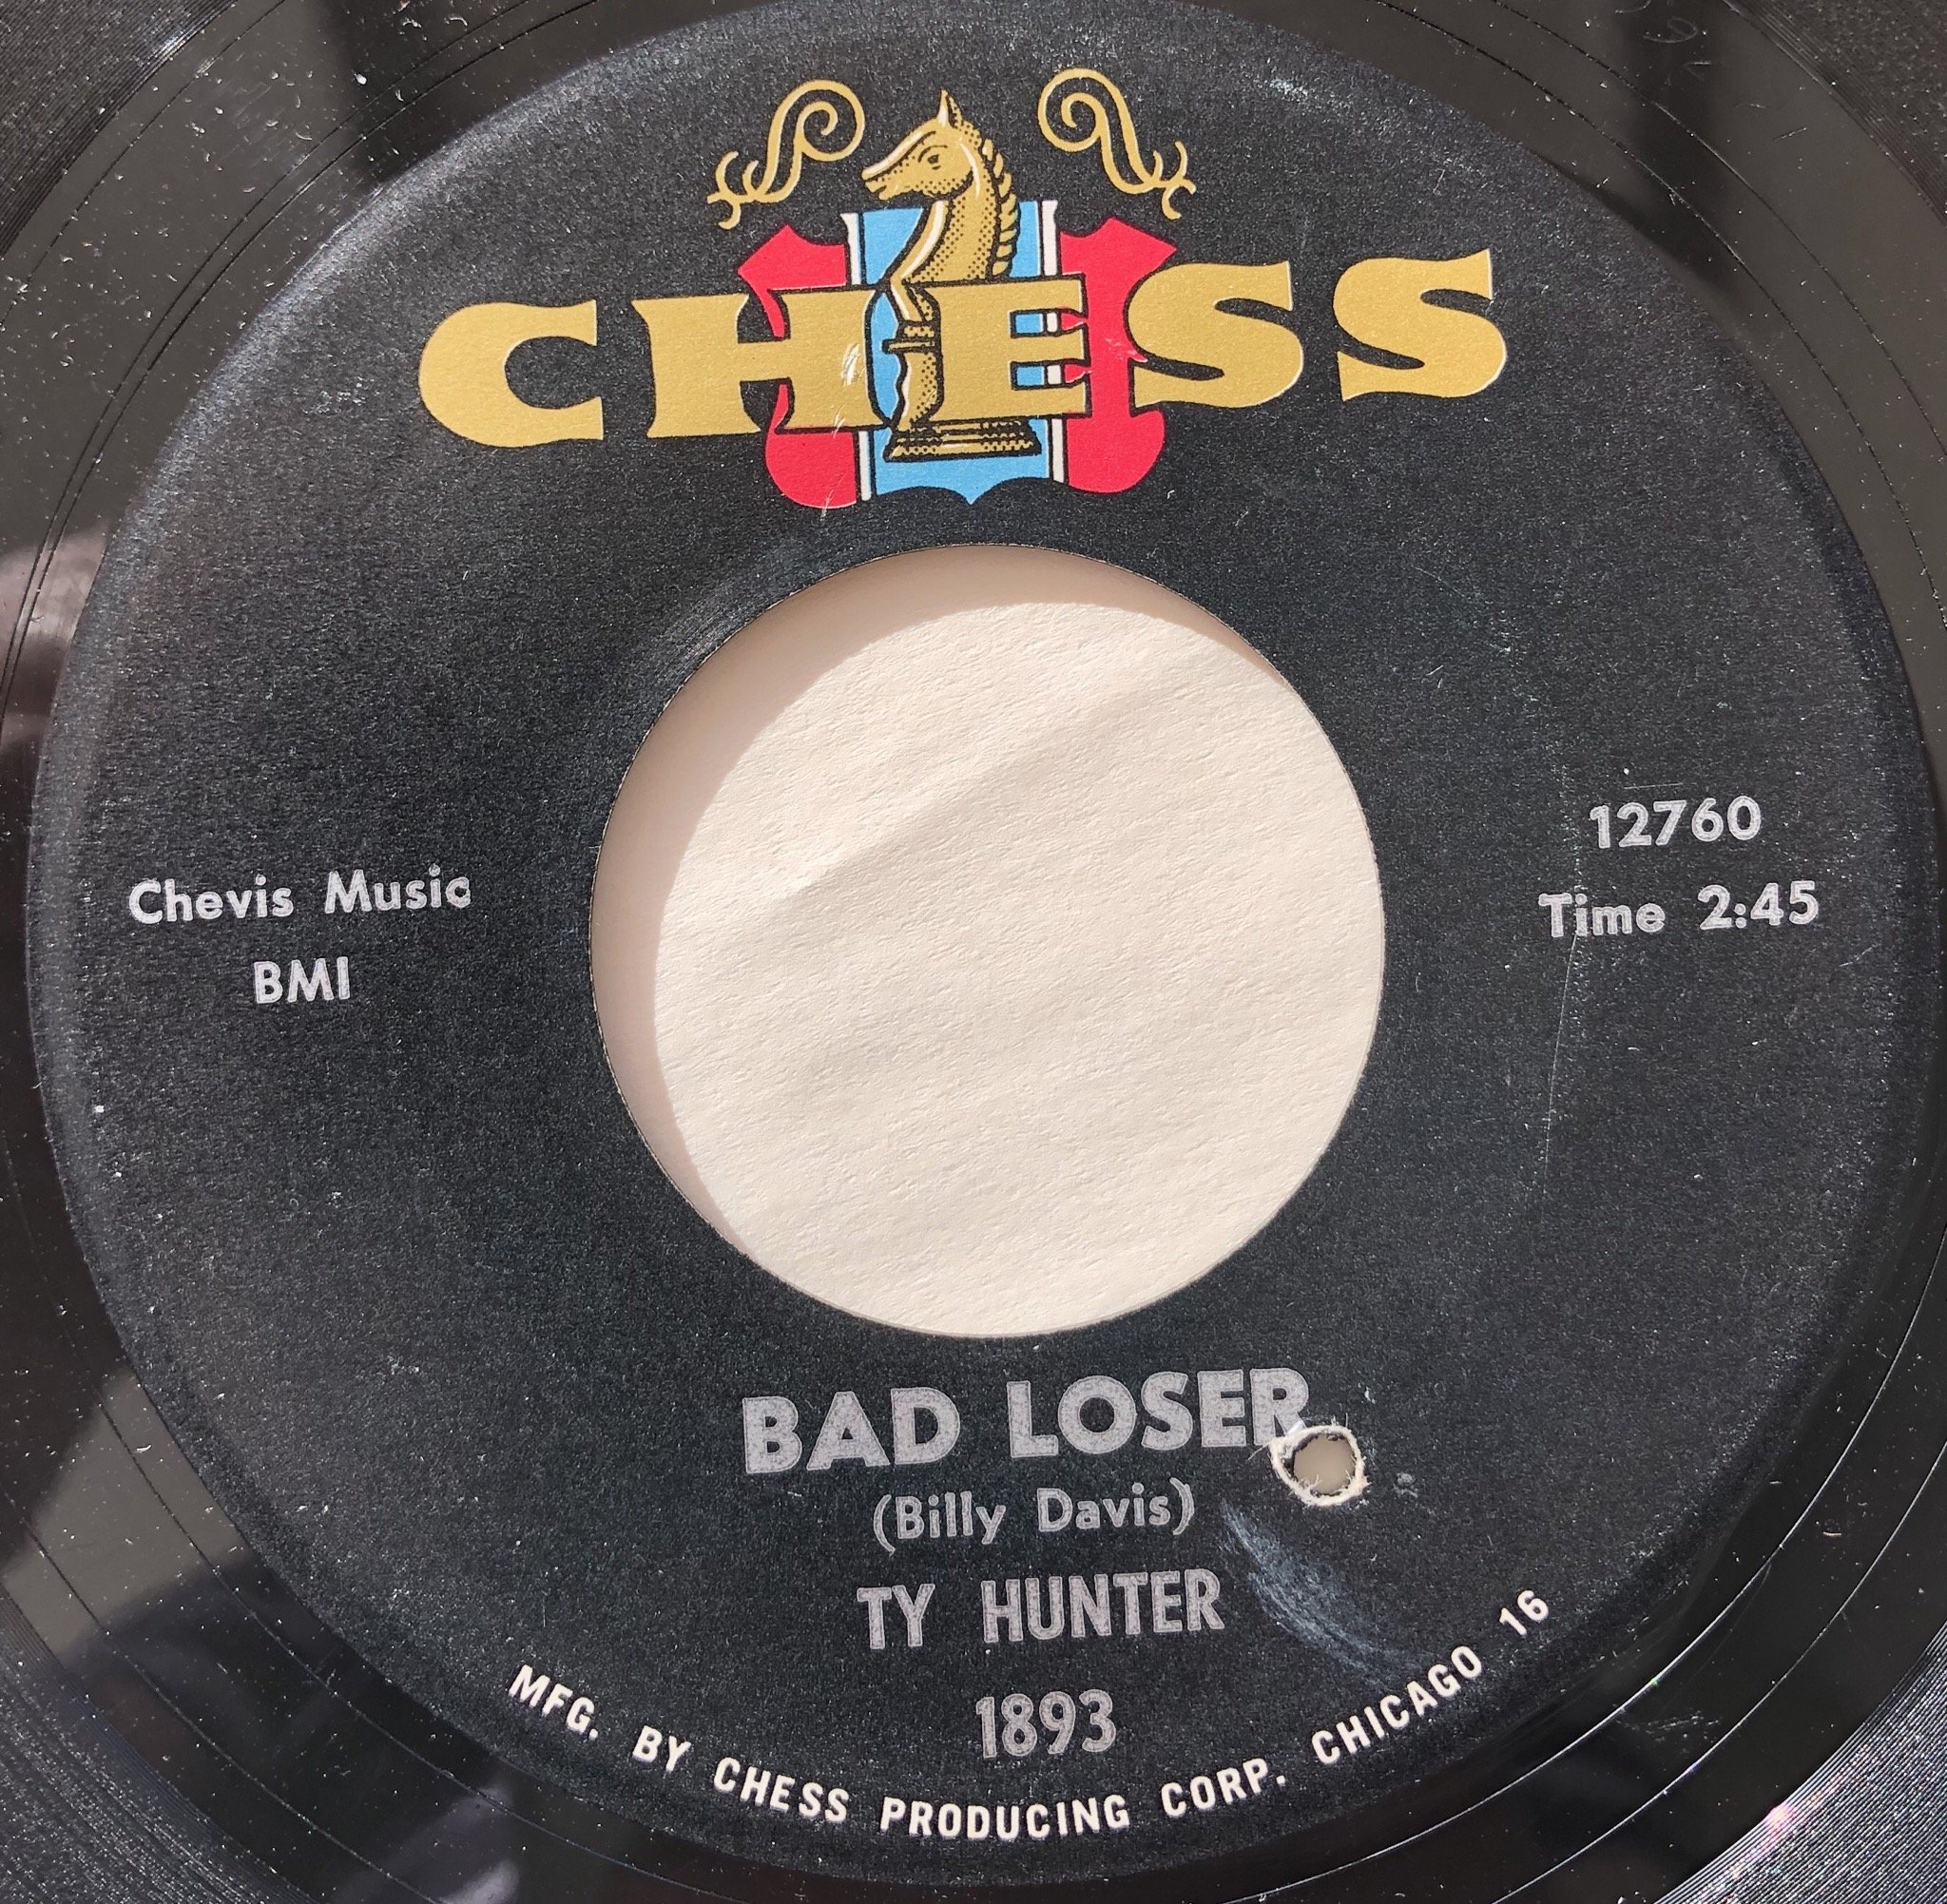 CHESS
12760
Time 2:45
Chevis Music
BMI
BAD LOSER
(Billy Davis)
TY HUNTER
1893
MFG. BY CHESS PRODUCING CORP. CHICAGO 16